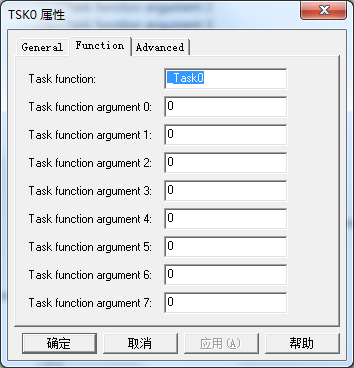 TSK0 属性
General Function Advanced
Task function: _Task0
Task function argument 0: 0
Task function argument 1: 0
Task function argument 2: 0
Task function argument 3: 0
Task function argument 4: 0
Task function argument 5: 0
Task function argument 6: 0
Task function argument 7: 0
确定 取消 应用(A) 帮助